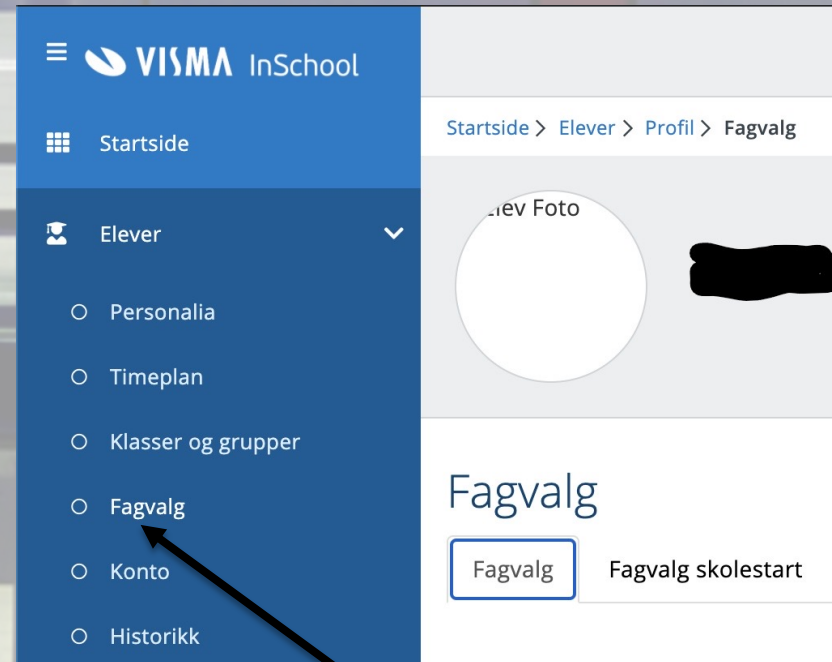 VISMA InSchool
Startside
Elever
Personalia
Timeplan
Klasser og grupper
Fagvalg
Konto
Historikk
Startside > Elever > Profil > Fagvalg
Foto
Fagvalg
Fagvalg Fagvalg skolestart